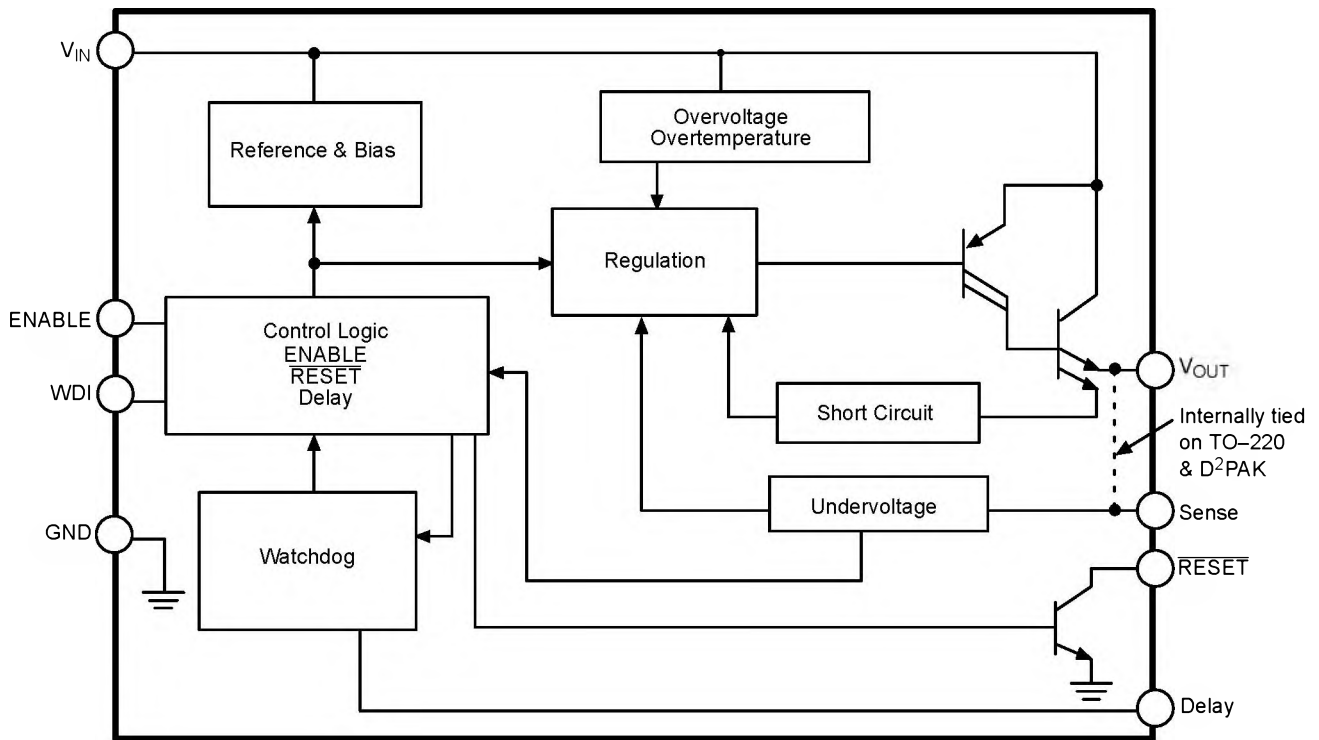 VIN
Overvoltage
Overtemperature
Reference & Bias
Regulation
ENABLE
Control Logic
ENABLE
RESET
Delay
WDI
VOUT
Short Circuit
Internally tied
on TO–220
& D²PAK
Undervoltage
Sense
GND
Watchdog
RESET
Delay